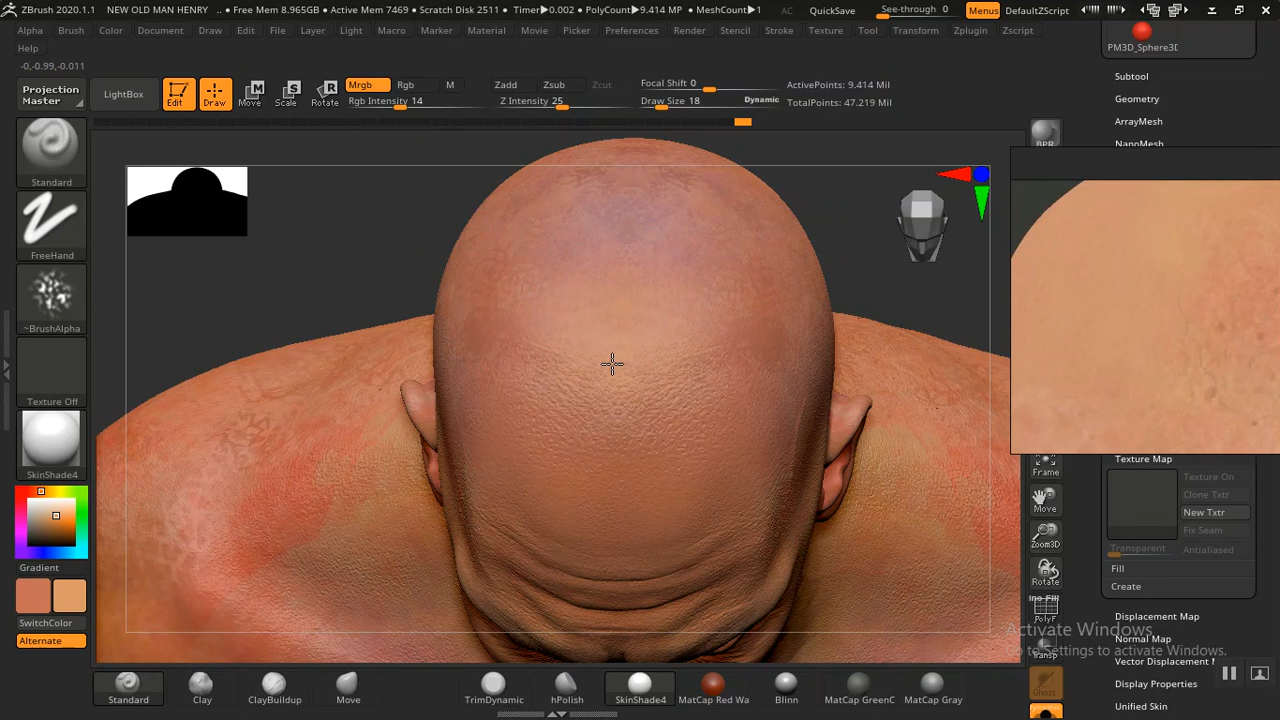 ZBrush 2020.1.1 NEW OLD MAN HENRY .. • Free Mem 8.965GB • Active Mem 7469 • Scratch Disk 2511 • Timer▶0.002 • PolyCount▶9.414 MP • MeshCount▶1 AC QuickSave See-through 0 Menus DefaultZScript
Alpha Brush Color Document Draw Edit File Layer Light Macro Marker Material Movie Picker Preferences Render Stencil Stroke Texture Tool Transform Zplugin Zscript
Help
-0,-0.99,-0.011
PM3D_Sphere3D
Projection Master
LightBox
Edit Draw Move Scale Rotate
Mrgb Rgb M
Rgb Intensity 14
Zadd Zsub Zcut
Z Intensity 25
Focal Shift 0
Draw Size 18 Dynamic
ActivePoints: 9.414 Mil
TotalPoints: 47.219 Mil
Subtool
Geometry
ArrayMesh
NanoMesh
BPR
Standard
FreeHand
~BrushAlpha
Texture Off
SkinShade4
Gradient
SwitchColor
Alternate
Frame
Move
Zoom3D
Rotate
PolyF
Transp
Ghost
Texture Map
Texture On
Clone Txtr
New Txtr
Fix Seam
Transparent Antialiased
Fill
Create
Displacement Map
Normal Map
Vector Displacement M
Display Properties
Unified Skin
Activate Windows
Go to Settings to activate Windows.
Standard Clay ClayBuildup Move TrimDynamic hPolish SkinShade4 MatCap Red Wa Blinn MatCap GreenC MatCap Gray